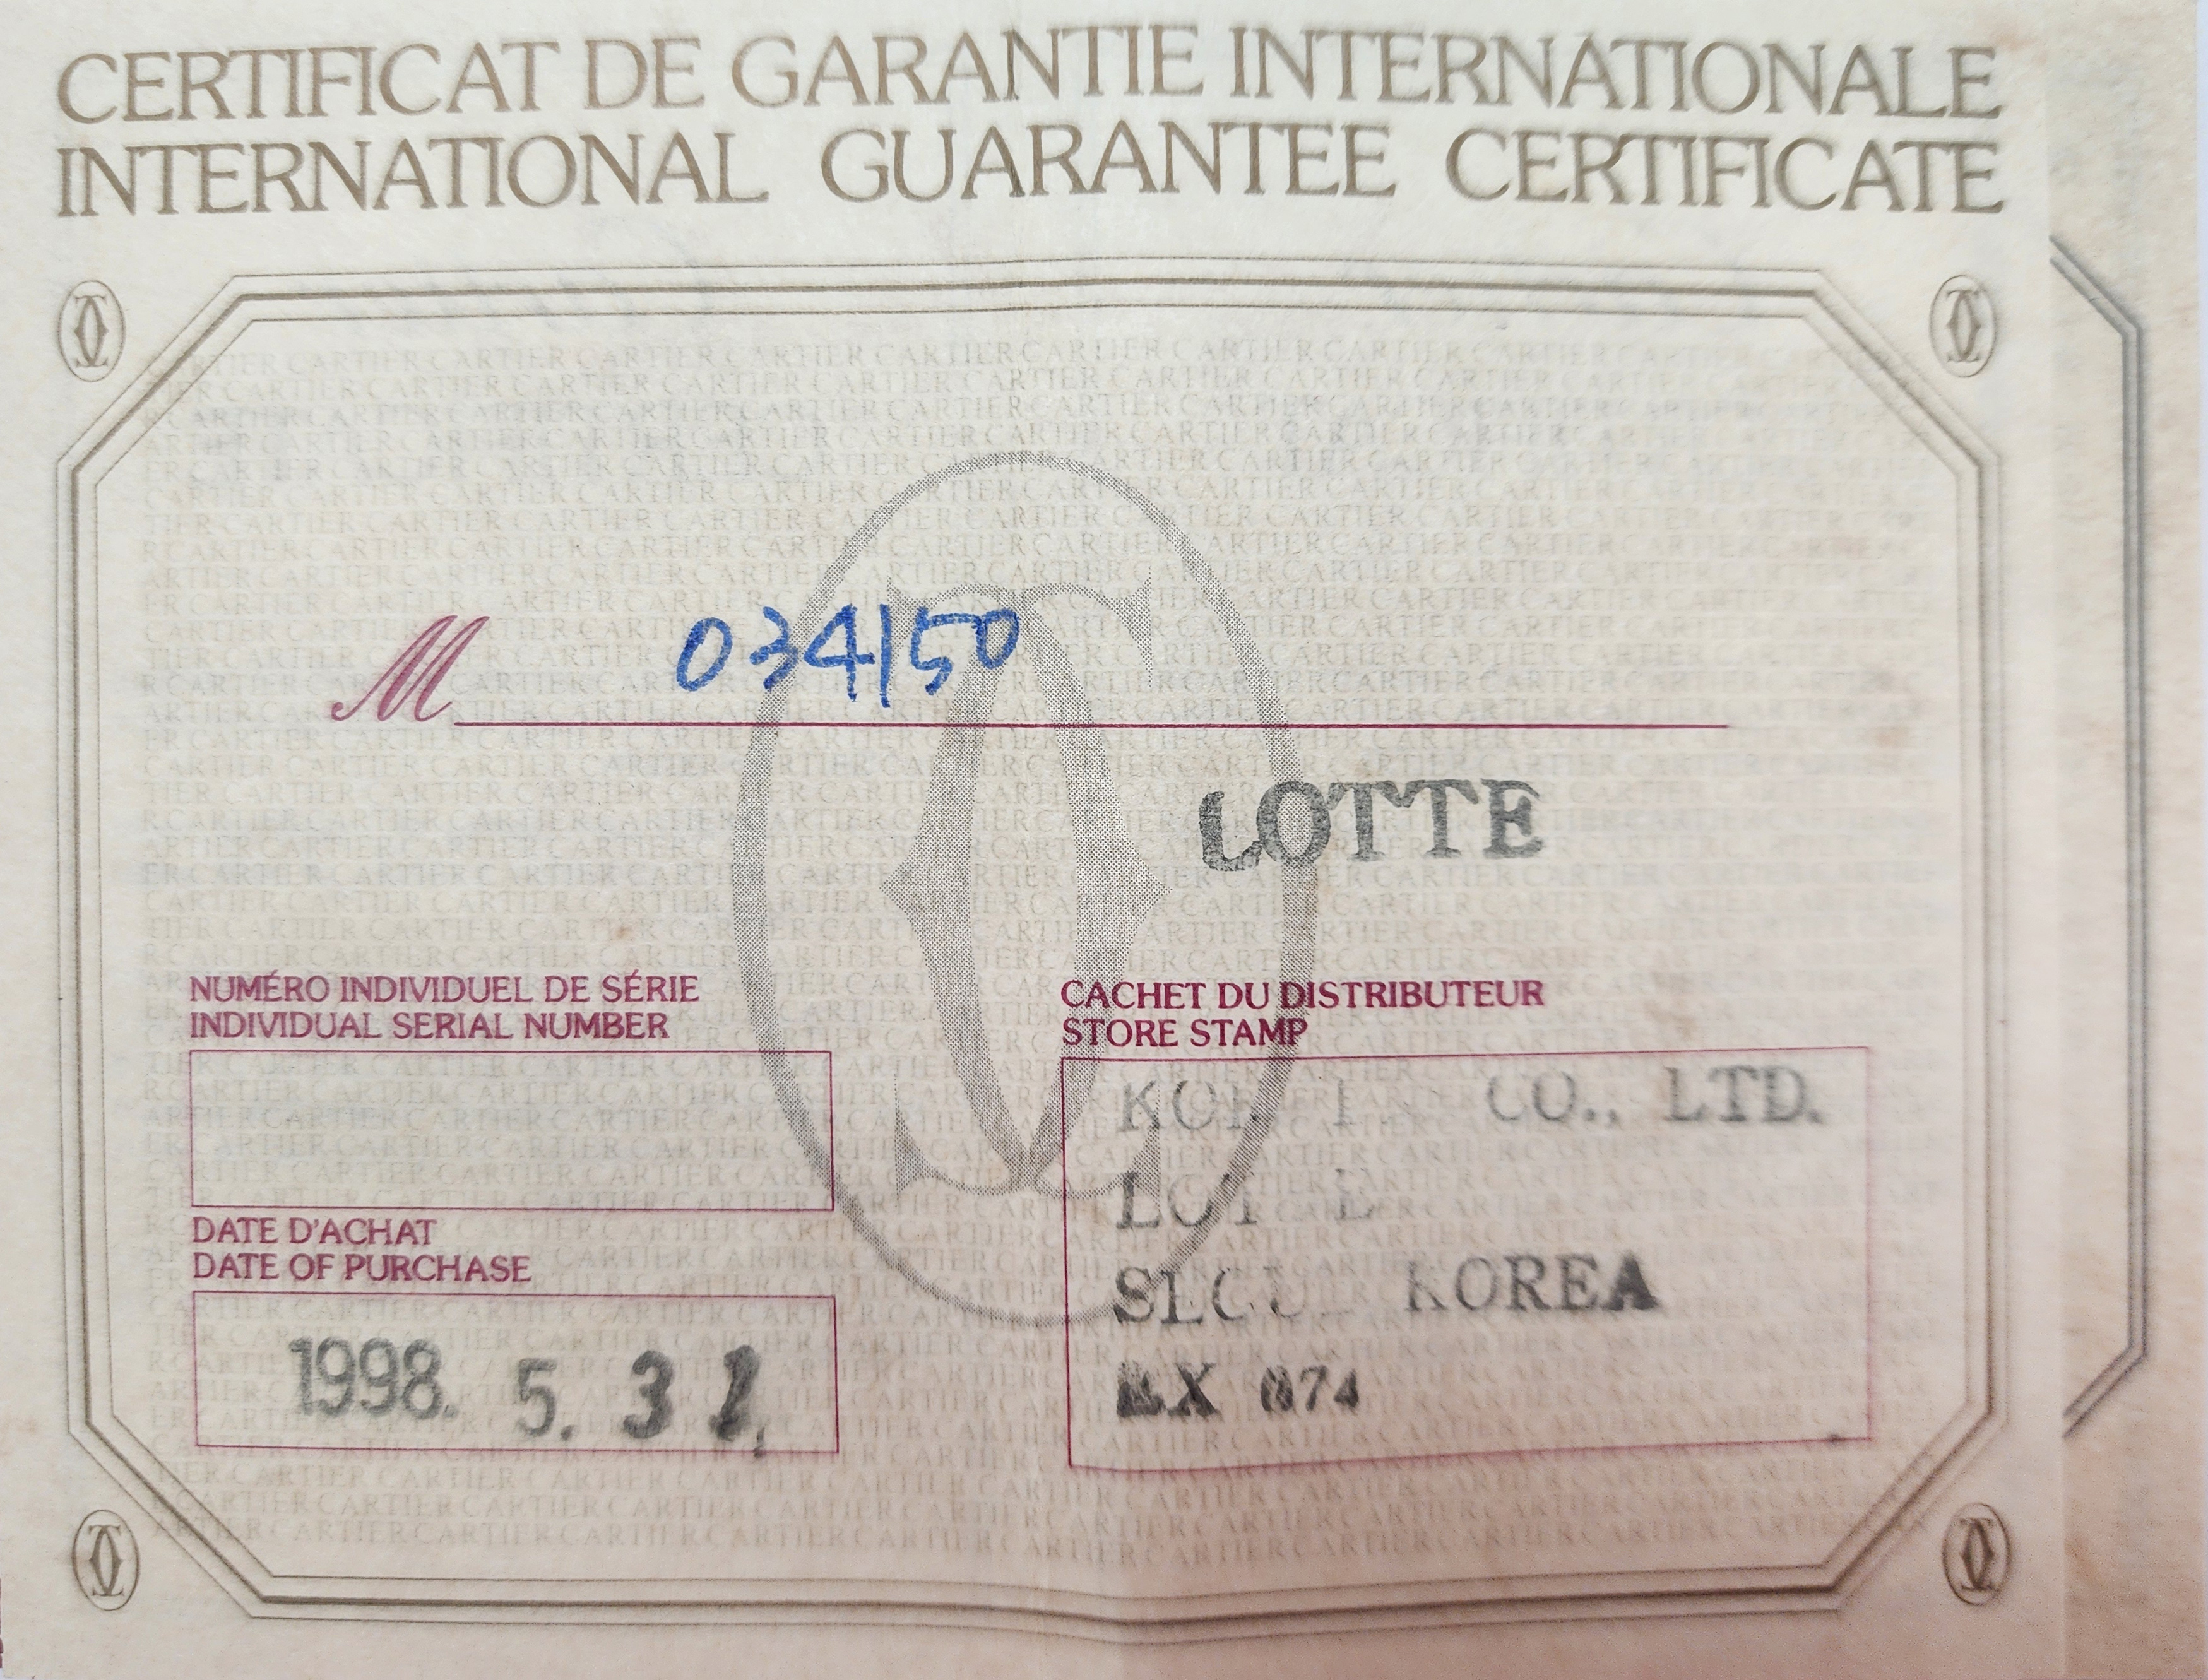 CERTIFICAT DE GARANTIE INTERNATIONALE
INTERNATIONAL GUARANTEE CERTIFICATE
M 034150
LOTTE
NUMÉRO INDIVIDUEL DE SÉRIE
INDIVIDUAL SERIAL NUMBER
CACHET DU DISTRIBUTEUR
STORE STAMP
CO., LTD.
SEOUL KOREA
DATE D'ACHAT
DATE OF PURCHASE
1998. 5. 31.